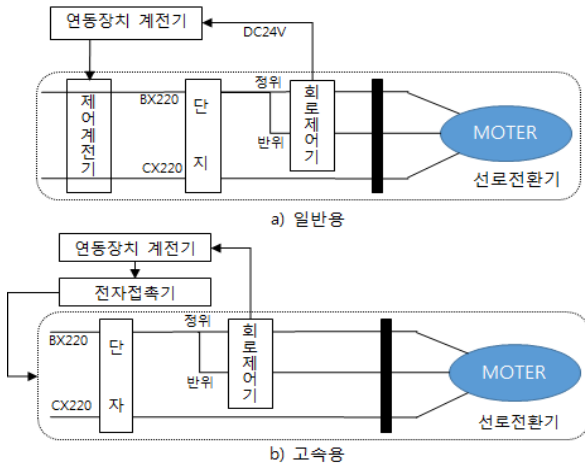 연동장치 계전기
DC24V
제어계전기
BX220
CX220
단지
정위
반위
회로제어기
MOTER
선로전환기
a) 일반용
연동장치 계전기
전자접촉기
BX220
CX220
단자
정위
반위
회로제어기
MOTER
선로전환기
b) 고속용